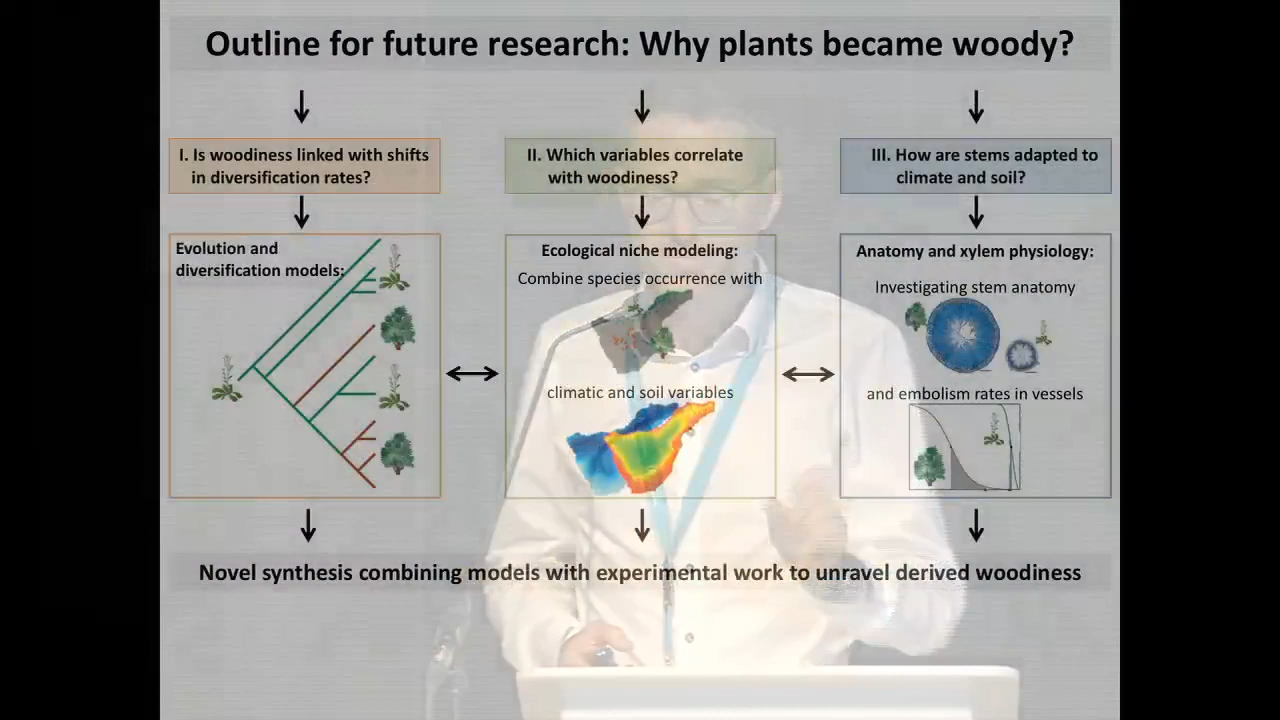 Outline for future research: Why plants became woody?
I. Is woodiness linked with shifts
in diversification rates?
II. Which variables correlate
with woodiness?
III. How are stems adapted to
climate and soil?
Evolution and
diversification models:
Ecological niche modeling:
Combine species occurrence with
climatic and soil variables
Anatomy and xylem physiology:
Investigating stem anatomy
and embolism rates in vessels
Novel synthesis combining models with experimental work to unravel derived woodiness